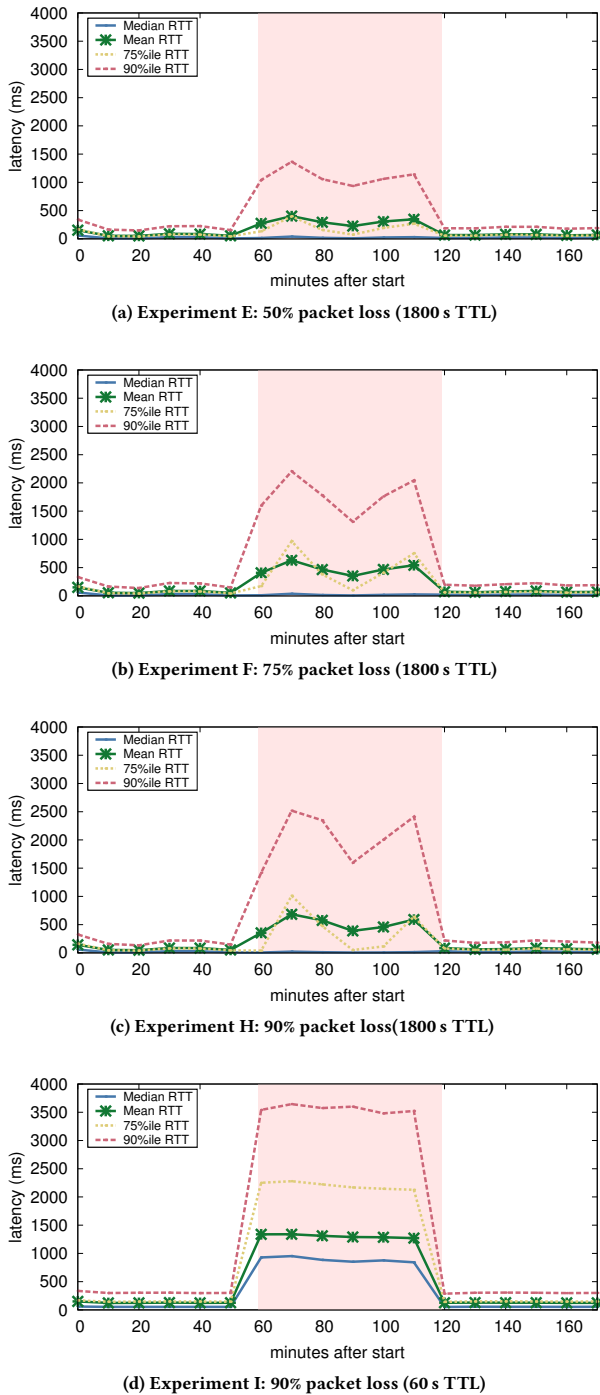 4000
3500
3000
2500
2000
1500
1000
500
0
latency (ms)
Median RTT
Mean RTT
75%ile RTT
90%ile RTT
0 20 40 60 80 100 120 140 160
minutes after start
(a) Experiment E: 50% packet loss (1800 s TTL)
4000
3500
3000
2500
2000
1500
1000
500
0
latency (ms)
Median RTT
Mean RTT
75%ile RTT
90%ile RTT
0 20 40 60 80 100 120 140 160
minutes after start
(b) Experiment F: 75% packet loss (1800 s TTL)
4000
3500
3000
2500
2000
1500
1000
500
0
latency (ms)
Median RTT
Mean RTT
75%ile RTT
90%ile RTT
0 20 40 60 80 100 120 140 160
minutes after start
(c) Experiment H: 90% packet loss(1800 s TTL)
4000
3500
3000
2500
2000
1500
1000
500
0
latency (ms)
Median RTT
Mean RTT
75%ile RTT
90%ile RTT
0 20 40 60 80 100 120 140 160
minutes after start
(d) Experiment I: 90% packet loss (60 s TTL)